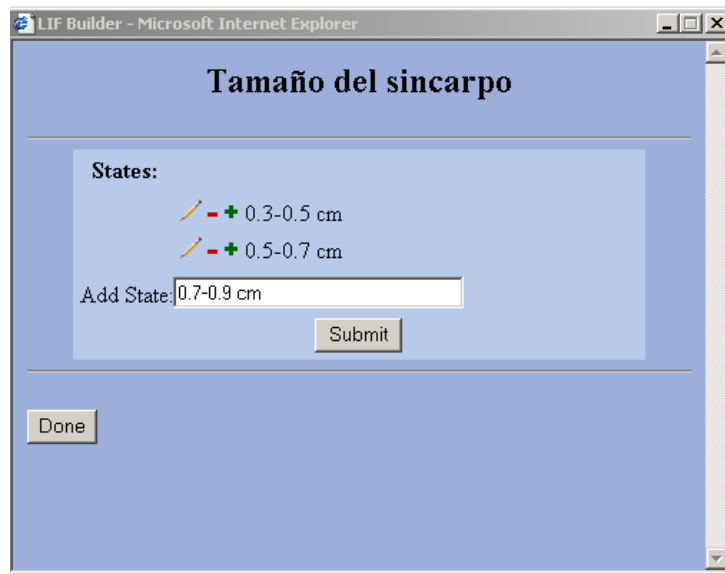 LIF Builder - Microsoft Internet Explorer
Tamaño del sincarpo
States:
0.3-0.5 cm
0.5-0.7 cm
Add State: 0.7-0.9 cm
Submit
Done